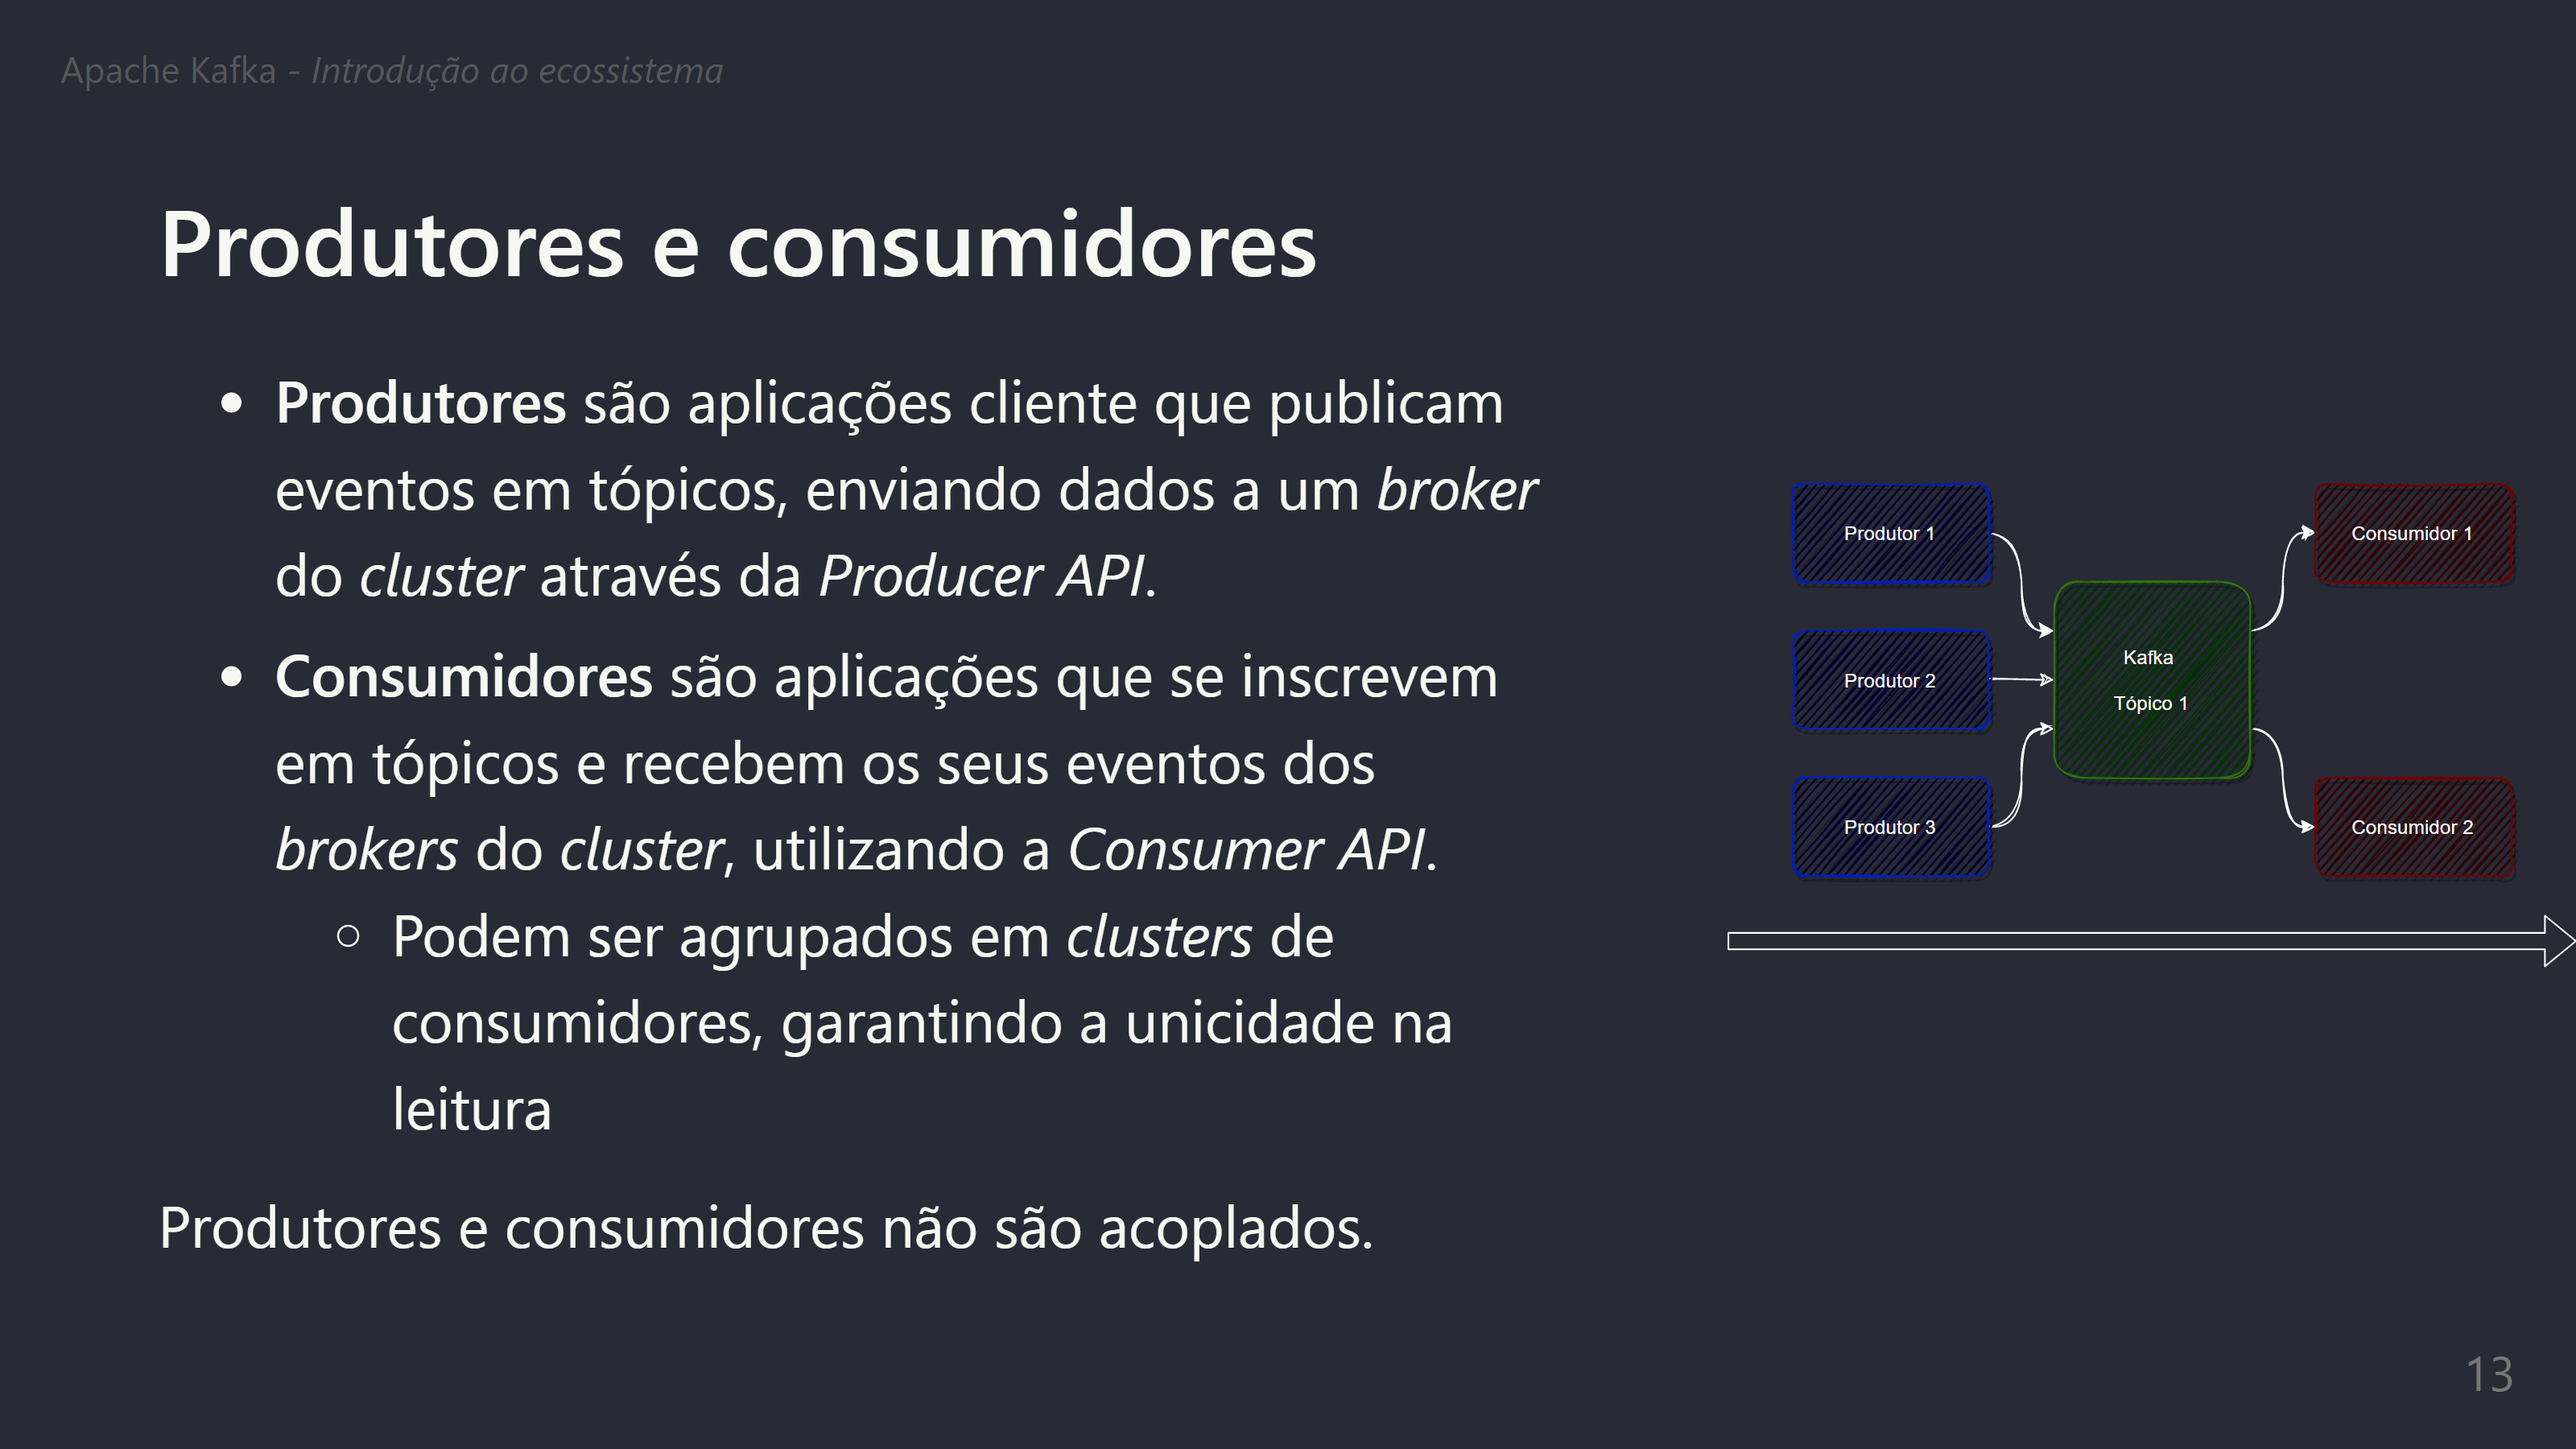 Apache Kafka - Introdução ao ecossistema
Produtores e consumidores
• Produtores são aplicações cliente que publicam
eventos em tópicos, enviando dados a um broker
do cluster através da Producer API.
• Consumidores são aplicações que se inscrevem
em tópicos e recebem os seus eventos dos
brokers do cluster, utilizando a Consumer API.
○ Podem ser agrupados em clusters de
consumidores, garantindo a unicidade na
leitura
Produtores e consumidores não são acoplados.
Produtor 1
Produtor 2
Produtor 3
Kafka
Tópico 1
Consumidor 1
Consumidor 2
13